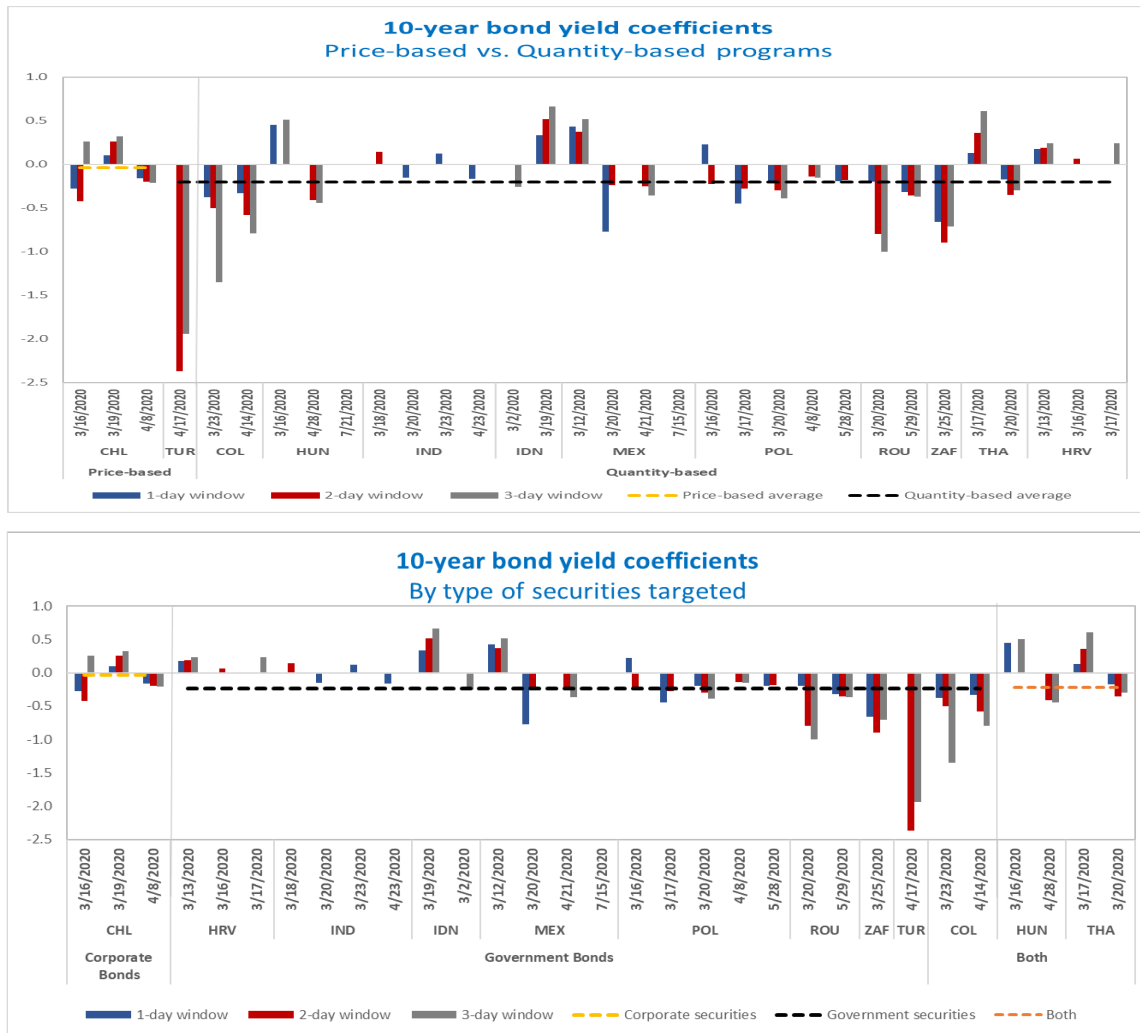 10-year bond yield coefficients
Price-based vs. Quantity-based programs
1.0
0.5
0.0
-0.5
-1.0
-1.5
-2.0
-2.5
3/16/2020 3/19/2020 4/8/2020 4/17/2020 3/23/2020 4/14/2020 3/16/2020 4/28/2020 7/21/2020 3/18/2020 3/20/2020 3/23/2020 4/23/2020 3/2/2020 3/19/2020 3/12/2020 3/20/2020 4/21/2020 7/15/2020 3/16/2020 3/17/2020 3/20/2020 4/8/2020 5/28/2020 3/20/2020 5/29/2020 3/25/2020 3/17/2020 3/20/2020 3/13/2020 3/16/2020 3/17/2020
CHL TUR COL HUN IND IDN MEX POL ROU ZAF THA HRV
Price-based Quantity-based
1-day window 2-day window 3-day window Price-based average Quantity-based average
10-year bond yield coefficients
By type of securities targeted
1.0
0.5
0.0
-0.5
-1.0
-1.5
-2.0
-2.5
3/16/2020 3/19/2020 4/8/2020 3/13/2020 3/16/2020 3/17/2020 3/18/2020 3/20/2020 3/23/2020 4/23/2020 3/19/2020 3/2/2020 3/12/2020 3/20/2020 4/21/2020 7/15/2020 3/16/2020 3/17/2020 3/20/2020 4/8/2020 5/28/2020 3/20/2020 5/29/2020 3/25/2020 4/17/2020 3/23/2020 4/14/2020 3/16/2020 4/28/2020 3/17/2020 3/20/2020
CHL HRV IND IDN MEX POL ROU ZAF TUR COL HUN THA
Corporate Bonds Government Bonds Both
1-day window 2-day window 3-day window Corporate securities Government securities Both